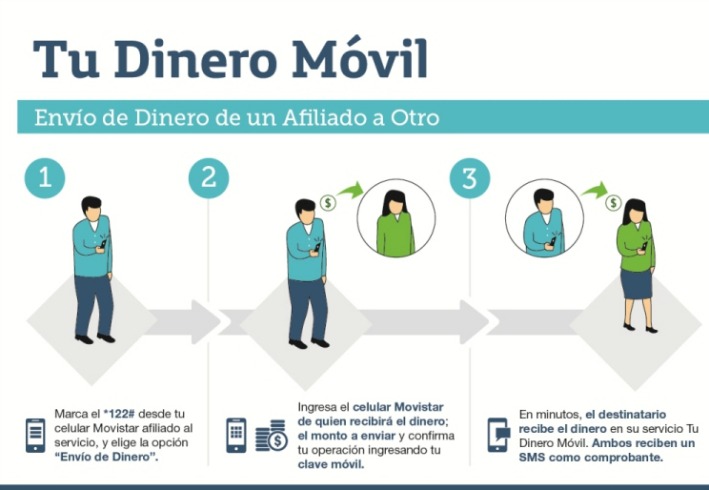 Tu Dinero Móvil
Envío de Dinero de un Afiliado a Otro
1
Marca el *122# desde tu
celular Movistar afiliado al
servicio, y elige la opción
“Envío de Dinero”.
2
$
$
Ingresa el celular Movistar
de quien recibirá el dinero;
el monto a enviar y confirma
tu operación ingresando tu
clave móvil.
3
$
En minutos, el destinatario
recibe el dinero en su servicio Tu
Dinero Móvil. Ambos reciben un
SMS como comprobante.